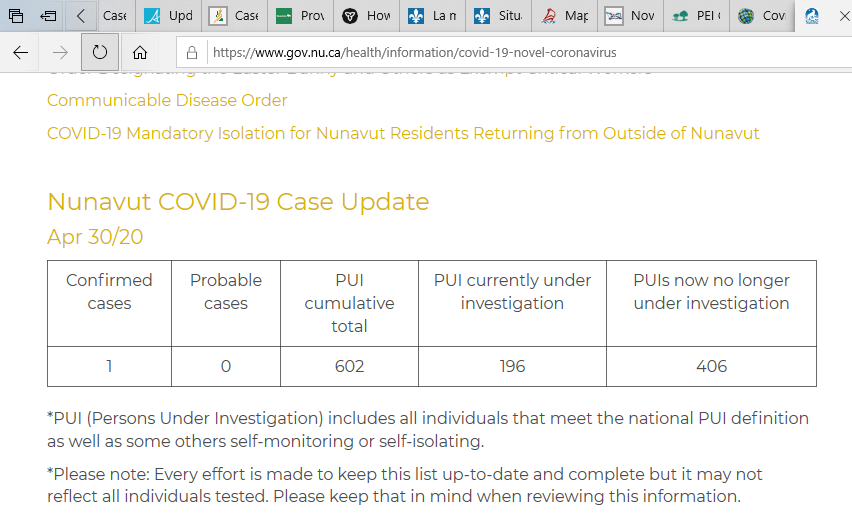 Case
Upd
Case
Prov
How
La n
Situ
Map
Nov
PEI
Cov
https://www.gov.nu.ca/health/information/covid-19-novel-coronavirus
Communicable Disease Order
COVID-19 Mandatory Isolation for Nunavut Residents Returning from Outside of Nunavut
Nunavut COVID-19 Case Update
Apr 30/20
Confirmed cases
Probable cases
PUI cumulative total
PUI currently under investigation
PUIs now no longer under investigation
1
0
602
196
406
*PUI (Persons Under Investigation) includes all individuals that meet the national PUI definition
as well as some others self-monitoring or self-isolating.
*Please note: Every effort is made to keep this list up-to-date and complete but it may not
reflect all individuals tested. Please keep that in mind when reviewing this information.